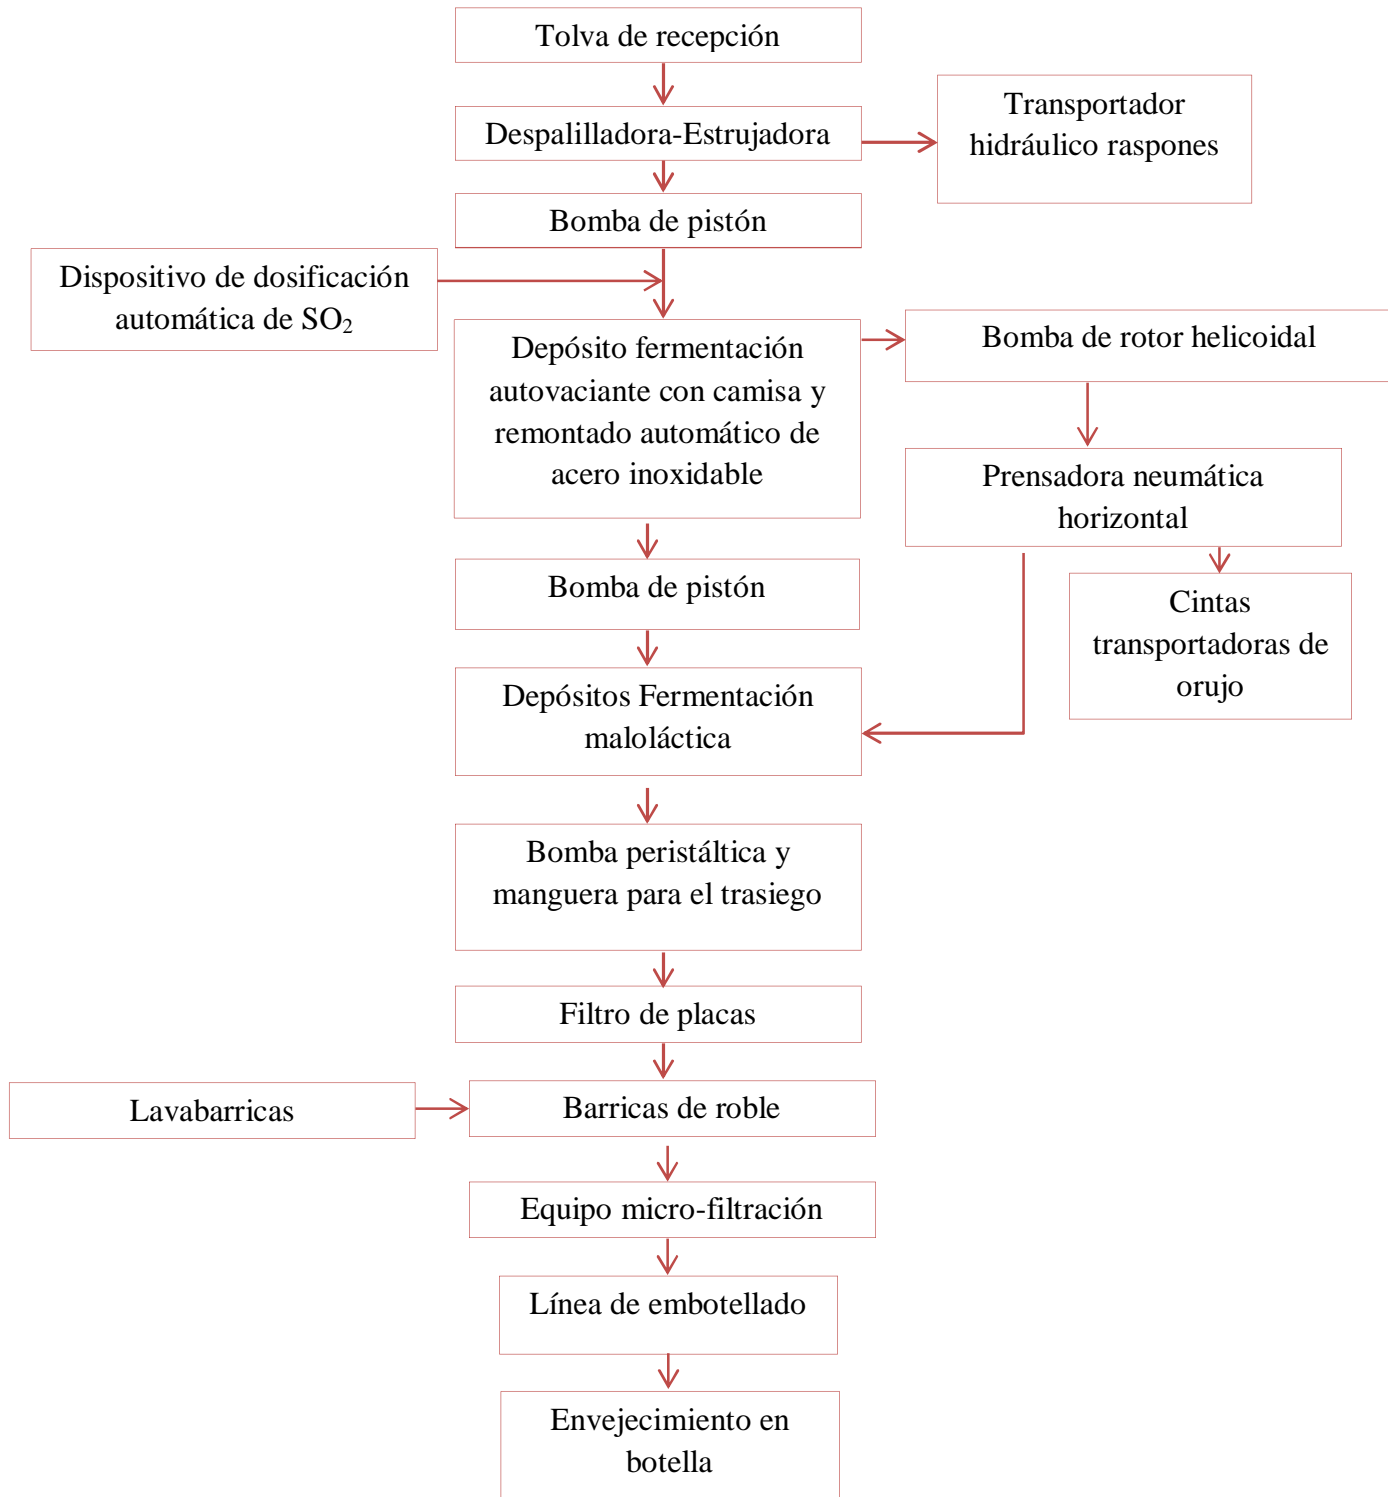 Tolva de recepción
Transportador
hidráulico raspones
Despalilladora-Estrujadora
Bomba de pistón
Dispositivo de dosificación
automática de SO₂
Depósito fermentación
autovaciante con camisa y
remontado automático de
acero inoxidable
Bomba de rotor helicoidal
Prensadora neumática
horizontal
Bomba de pistón
Cintas
transportadoras de
orujo
Depósitos Fermentación
maloláctica
Bomba peristáltica y
manguera para el trasiego
Filtro de placas
Lavabarricas
Barricas de roble
Equipo micro-filtración
Línea de embotellado
Envejecimiento en
botella